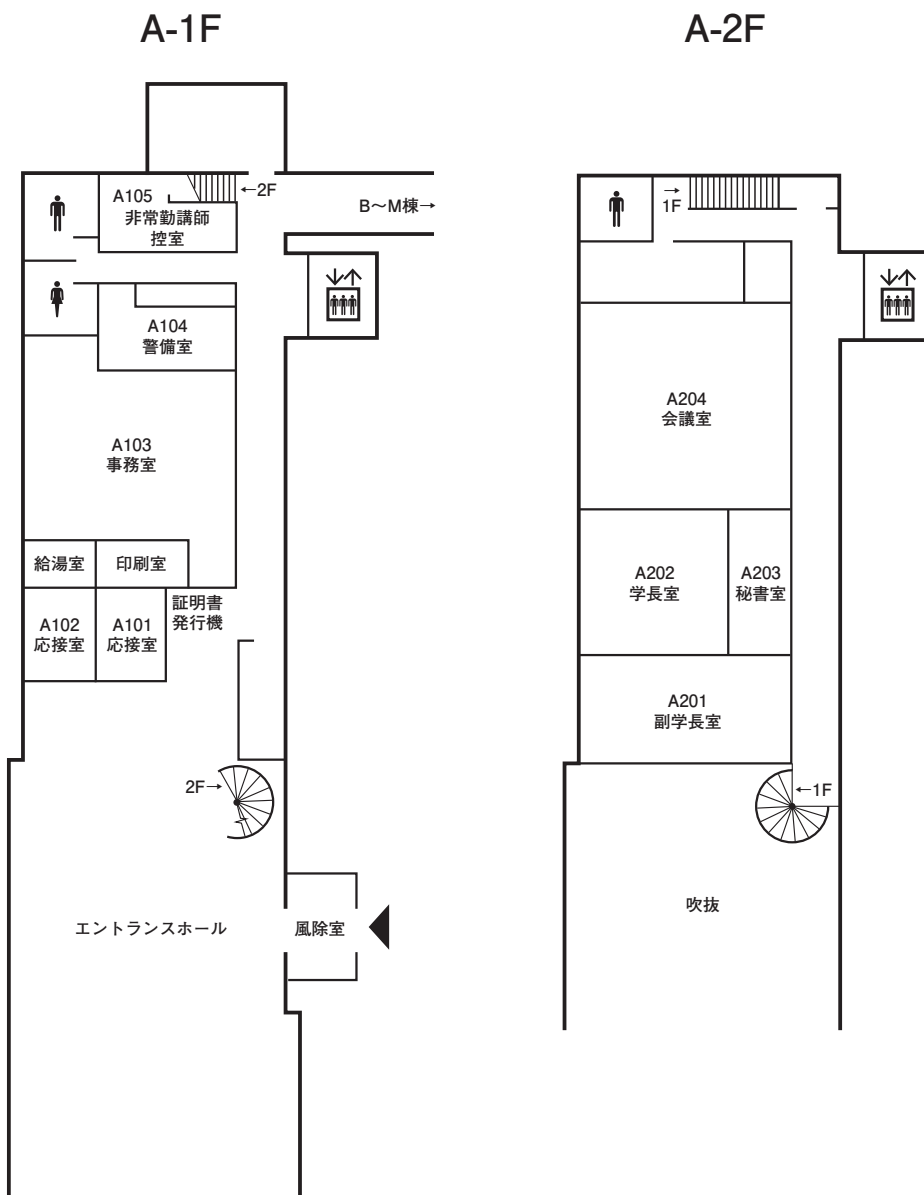 A-1F
←2F
A105
非常勤講師
控室
B〜M棟→
A104
警備室
A103
事務室
給湯室
印刷室
証明書
発行機
A102
応接室
A101
応接室
2F→
エントランスホール
風除室
A-2F
→
1F
A204
会議室
A202
学長室
A203
秘書室
A201
副学長室
←1F
吹抜